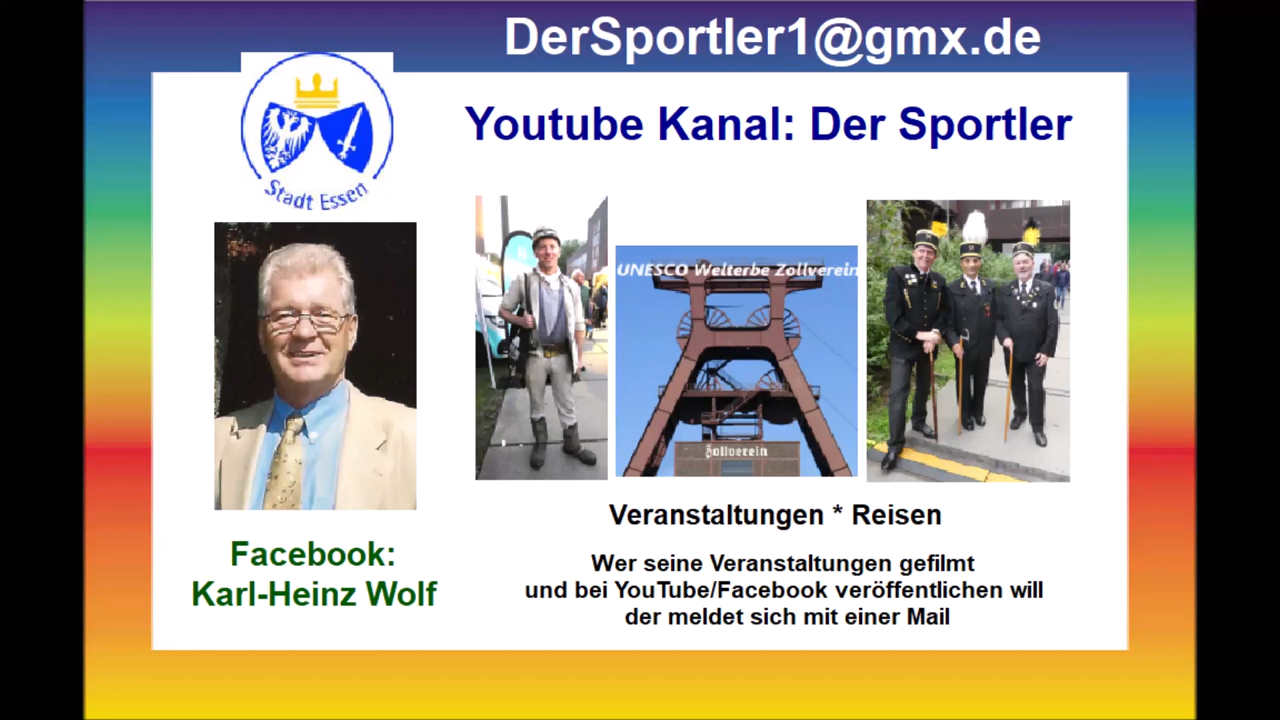 DerSportler1@gmx.de
Youtube Kanal: Der Sportler
Stadt Essen
UNESCO Welterbe Zollverein
Zollverein
Veranstaltungen * Reisen
Facebook:
Karl-Heinz Wolf
Wer seine Veranstaltungen gefilmt
und bei YouTube/Facebook veröffentlichen will
der meldet sich mit einer Mail